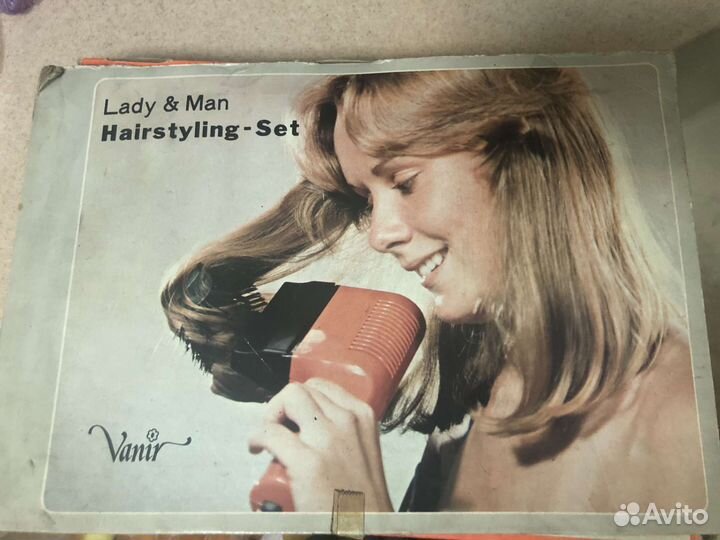 Lady & Man
Hairstyling-Set
Vanir
Avito